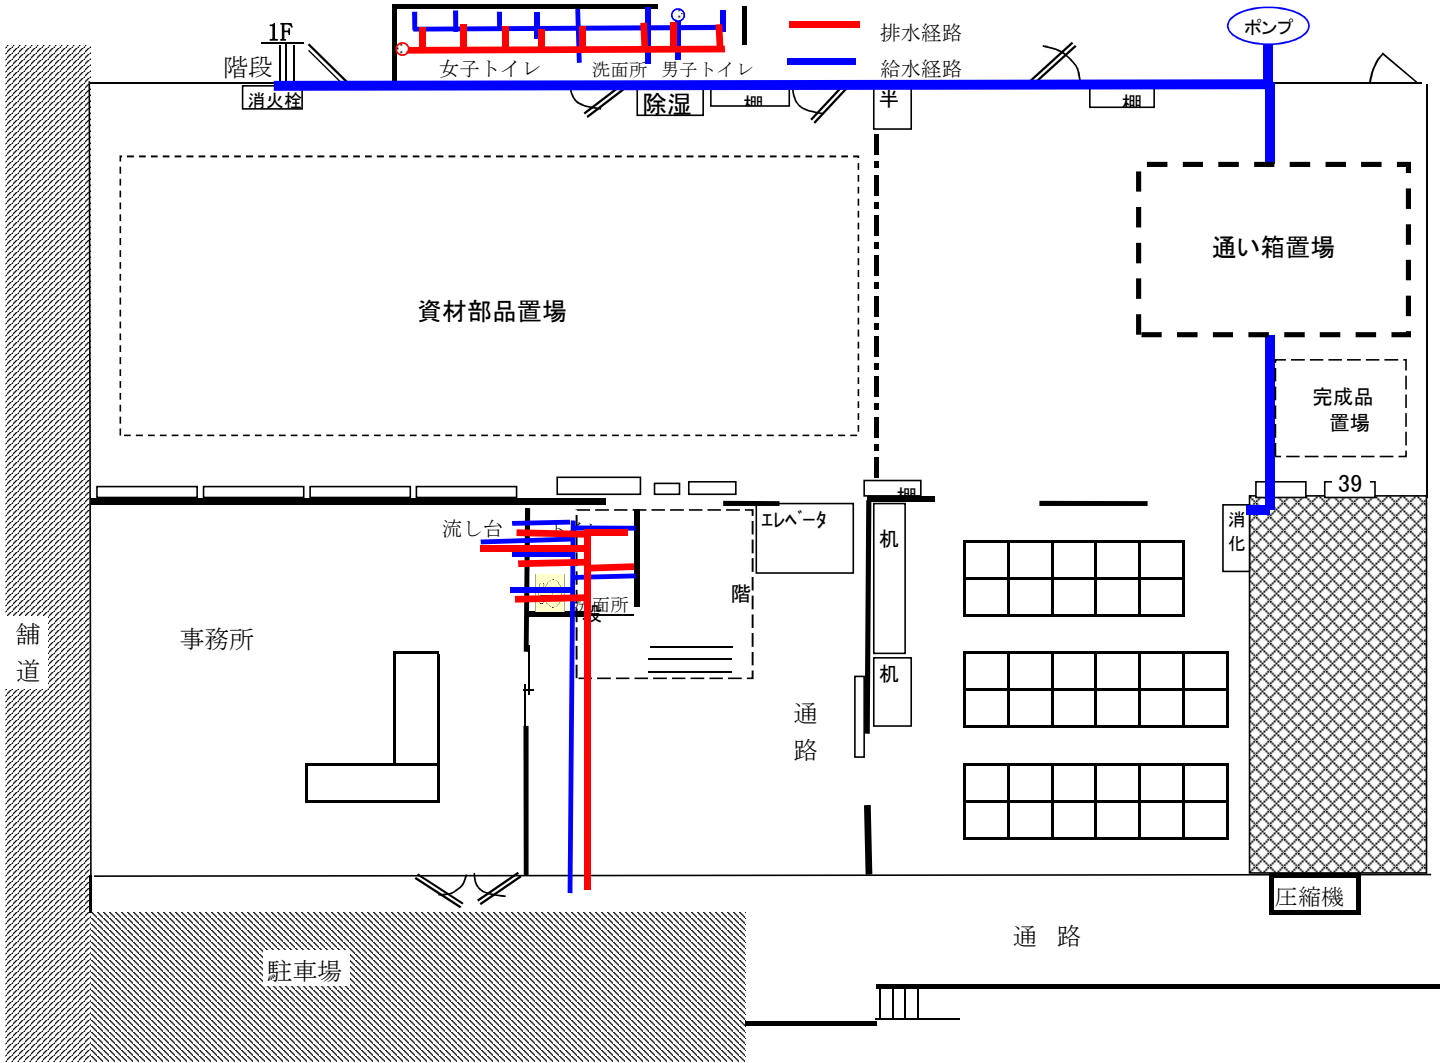 1F
階段
女子トイレ
洗面所
男子トイレ
排水経路
給水経路
ポンプ
消火栓
除湿
棚
半
棚
資材部品置場
通い箱置場
完成品
置場
39
棚
流し台
エレベータ
机
消
化
階
洗面所
段
舗
道
事務所
机
通
路
圧縮機
通 路
駐車場